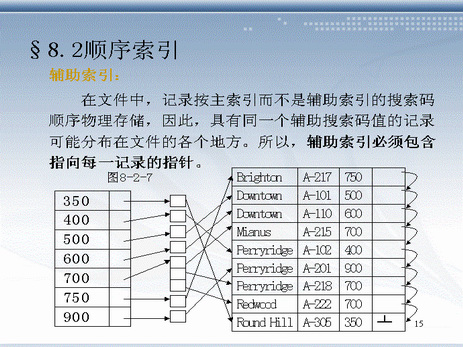 §8.2顺序索引
辅助索引：
在文件中，记录按主索引而不是辅助索引的搜索码
顺序物理存储，因此，具有同一个辅助搜索码值的记录
可能分布在文件的各个地方。所以，辅助索引必须包含
指向每一记录的指针。
图8-2-7
350
400
500
600
700
750
900
Brighton A-217 750
Downtown A-101 500
Downtown A-110 600
Mianus A-215 700
Perryridge A-102 400
Perryridge A-201 900
Perryridge A-218 700
Redwood A-222 700
Round Hill A-305 350
15